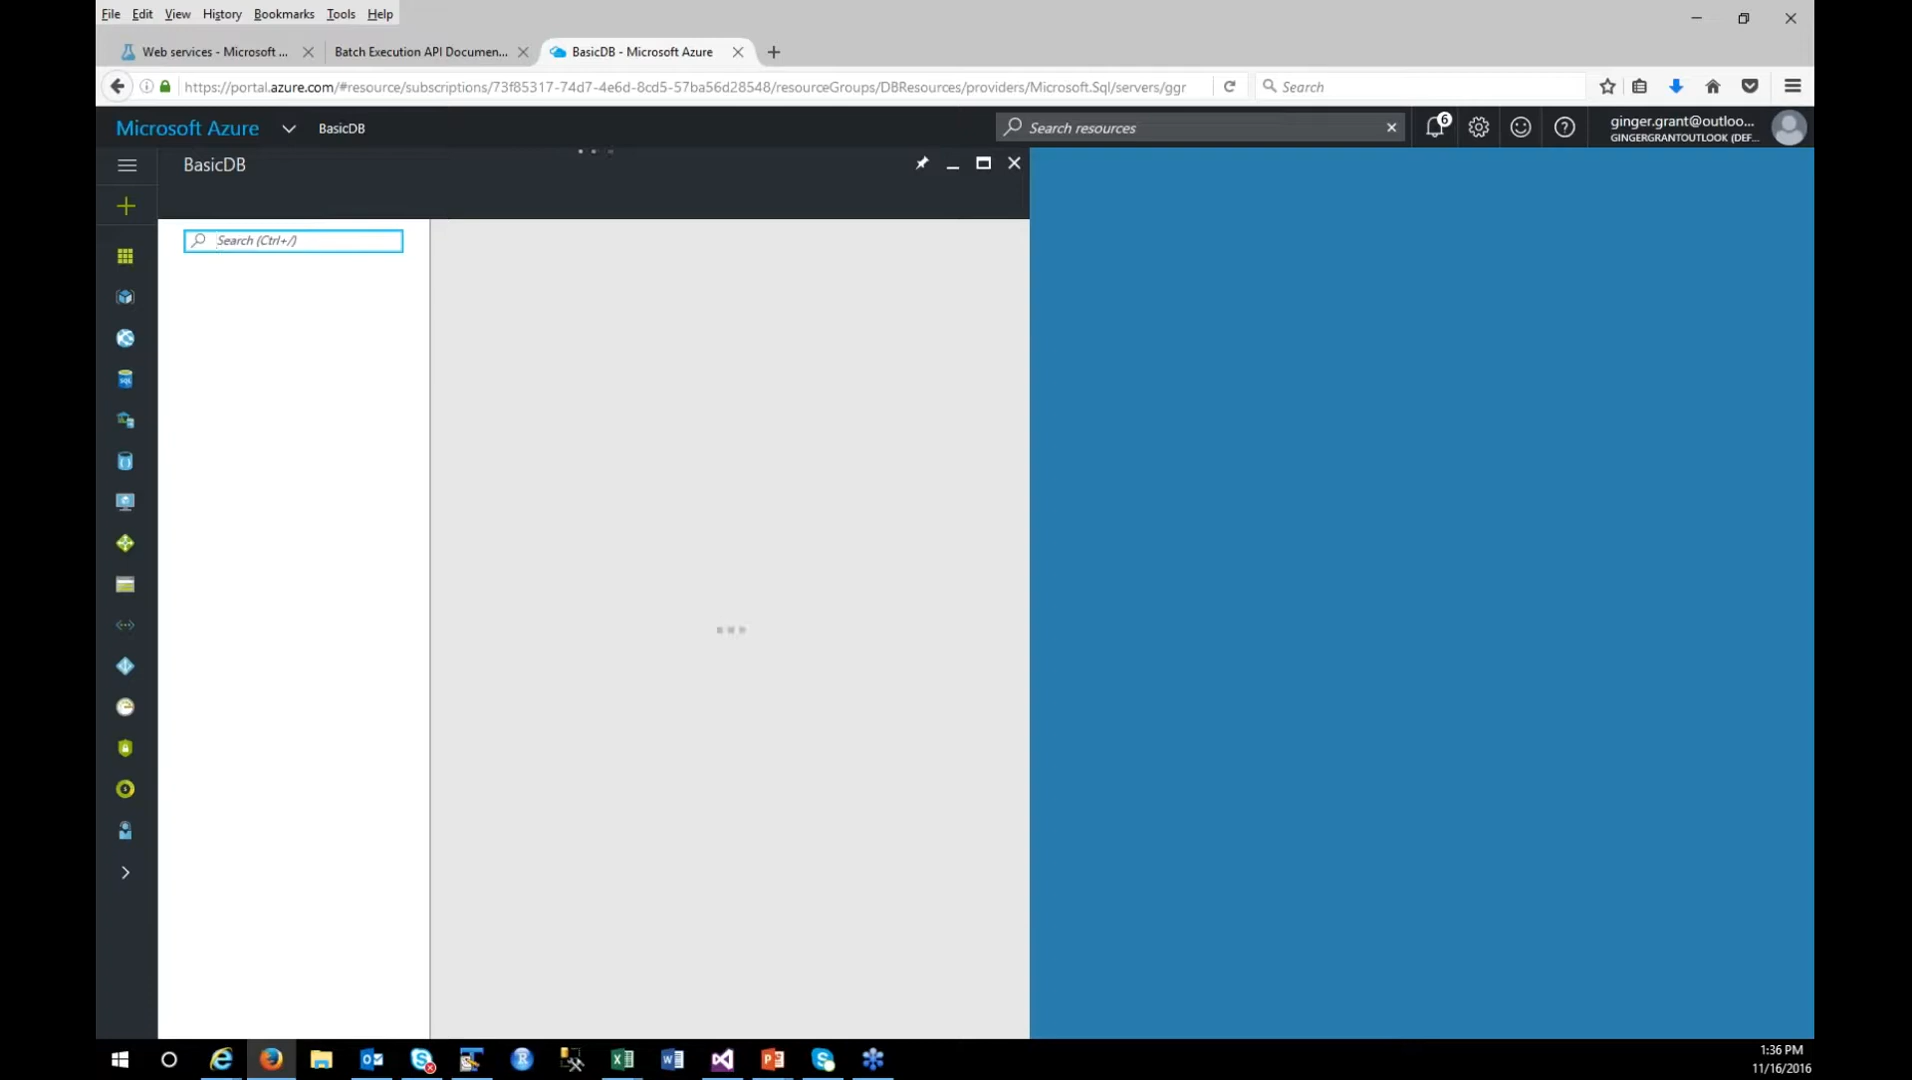 File Edit View History Bookmarks Tools Help
Web services - Microsoft ...
Batch Execution API Documen...
BasicDB - Microsoft Azure
https://portal.azure.com/#resource/subscriptions/73f85317-74d7-4e6d-8cd5-57ba56d28548/resourceGroups/DBResources/providers/Microsoft.Sql/servers/ggr
Search
Microsoft Azure
BasicDB
Search resources
6
ginger.grant@outloo...
GINGERGRANTOUTLOOK (DEF...
BasicDB
Search (Ctrl+/)
1:36 PM
11/16/2016